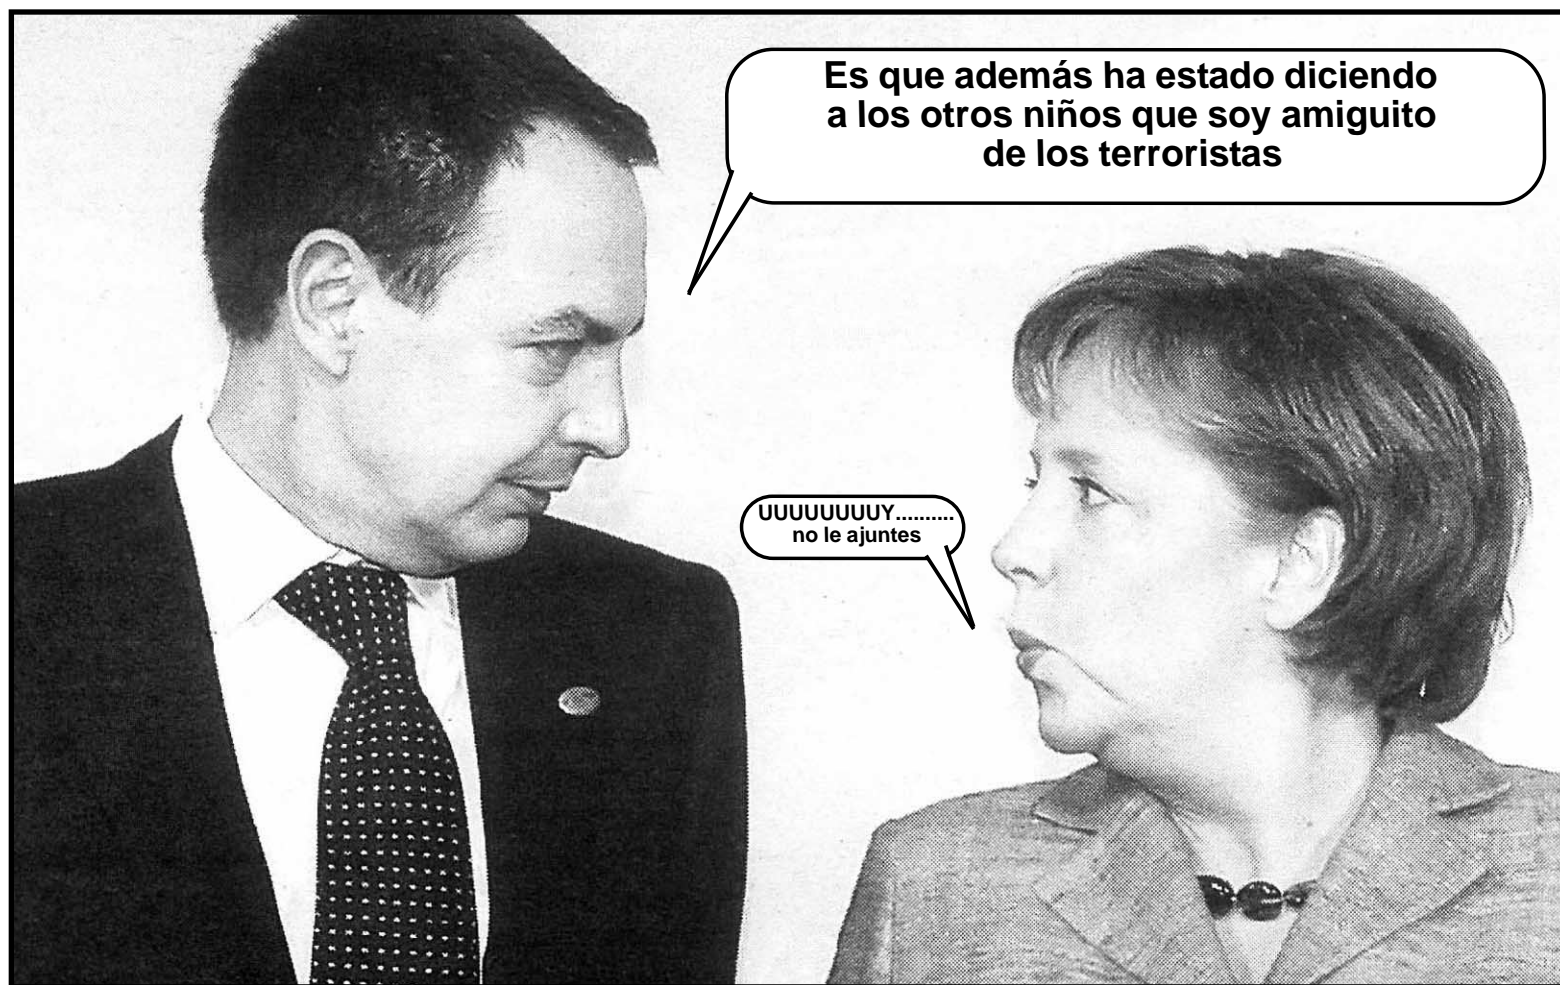 Es que además ha estado diciendo
a los otros niños que soy amiguito
de los terroristas
UUUUUUUUY..........
no le ajuntes